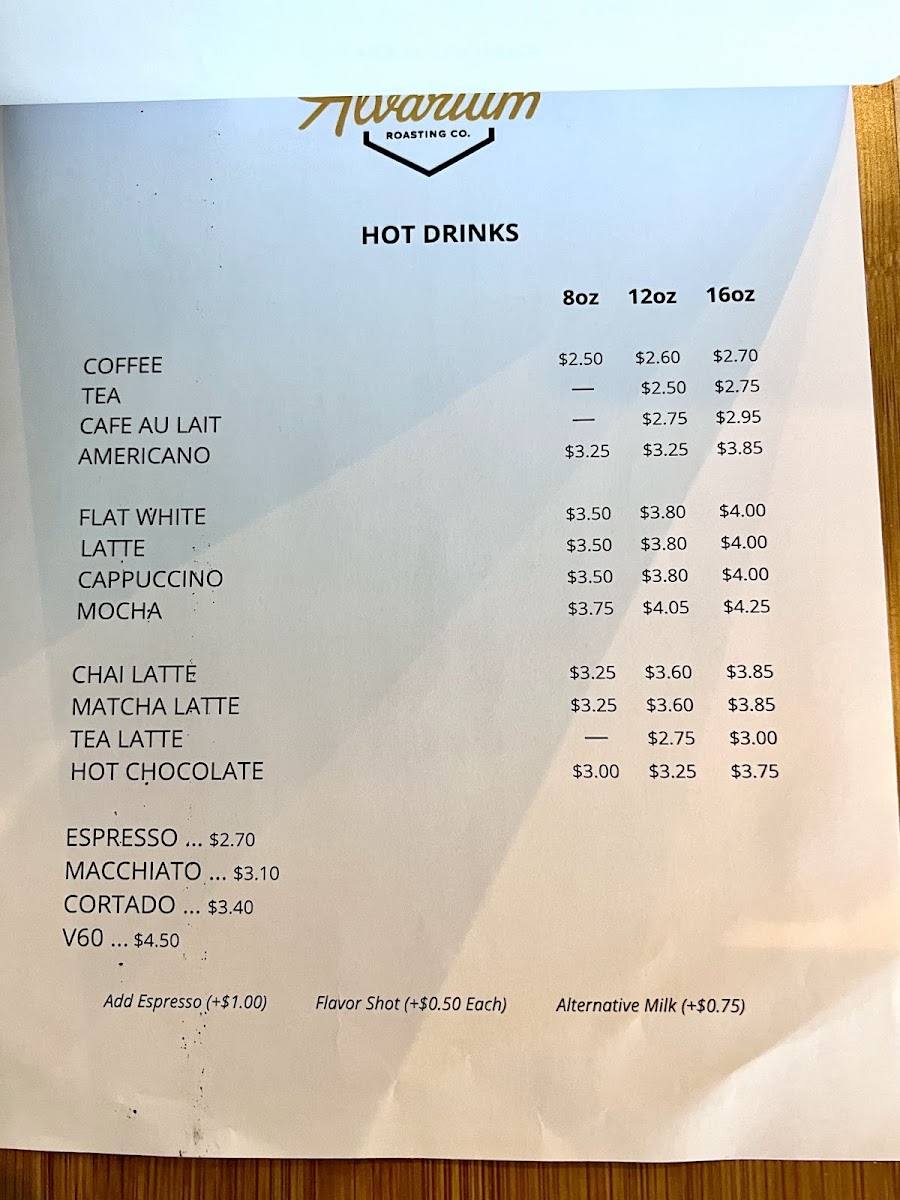 Alvarium
ROASTING CO.
HOT DRINKS
8oz 12oz 16oz
COFFEE $2.50 $2.60 $2.70
TEA — $2.50 $2.75
CAFE AU LAIT — $2.75 $2.95
AMERICANO $3.25 $3.25 $3.85
FLAT WHITE $3.50 $3.80 $4.00
LATTE $3.50 $3.80 $4.00
CAPPUCCINO $3.50 $3.80 $4.00
MOCHA $3.75 $4.05 $4.25
CHAI LATTE $3.25 $3.60 $3.85
MATCHA LATTE $3.25 $3.60 $3.85
TEA LATTE — $2.75 $3.00
HOT CHOCOLATE $3.00 $3.25 $3.75
ESPRESSO ... $2.70
MACCHIATO ... $3.10
CORTADO ... $3.40
V60 ... $4.50
Add Espresso (+$1.00) Flavor Shot (+$0.50 Each) Alternative Milk (+$0.75)